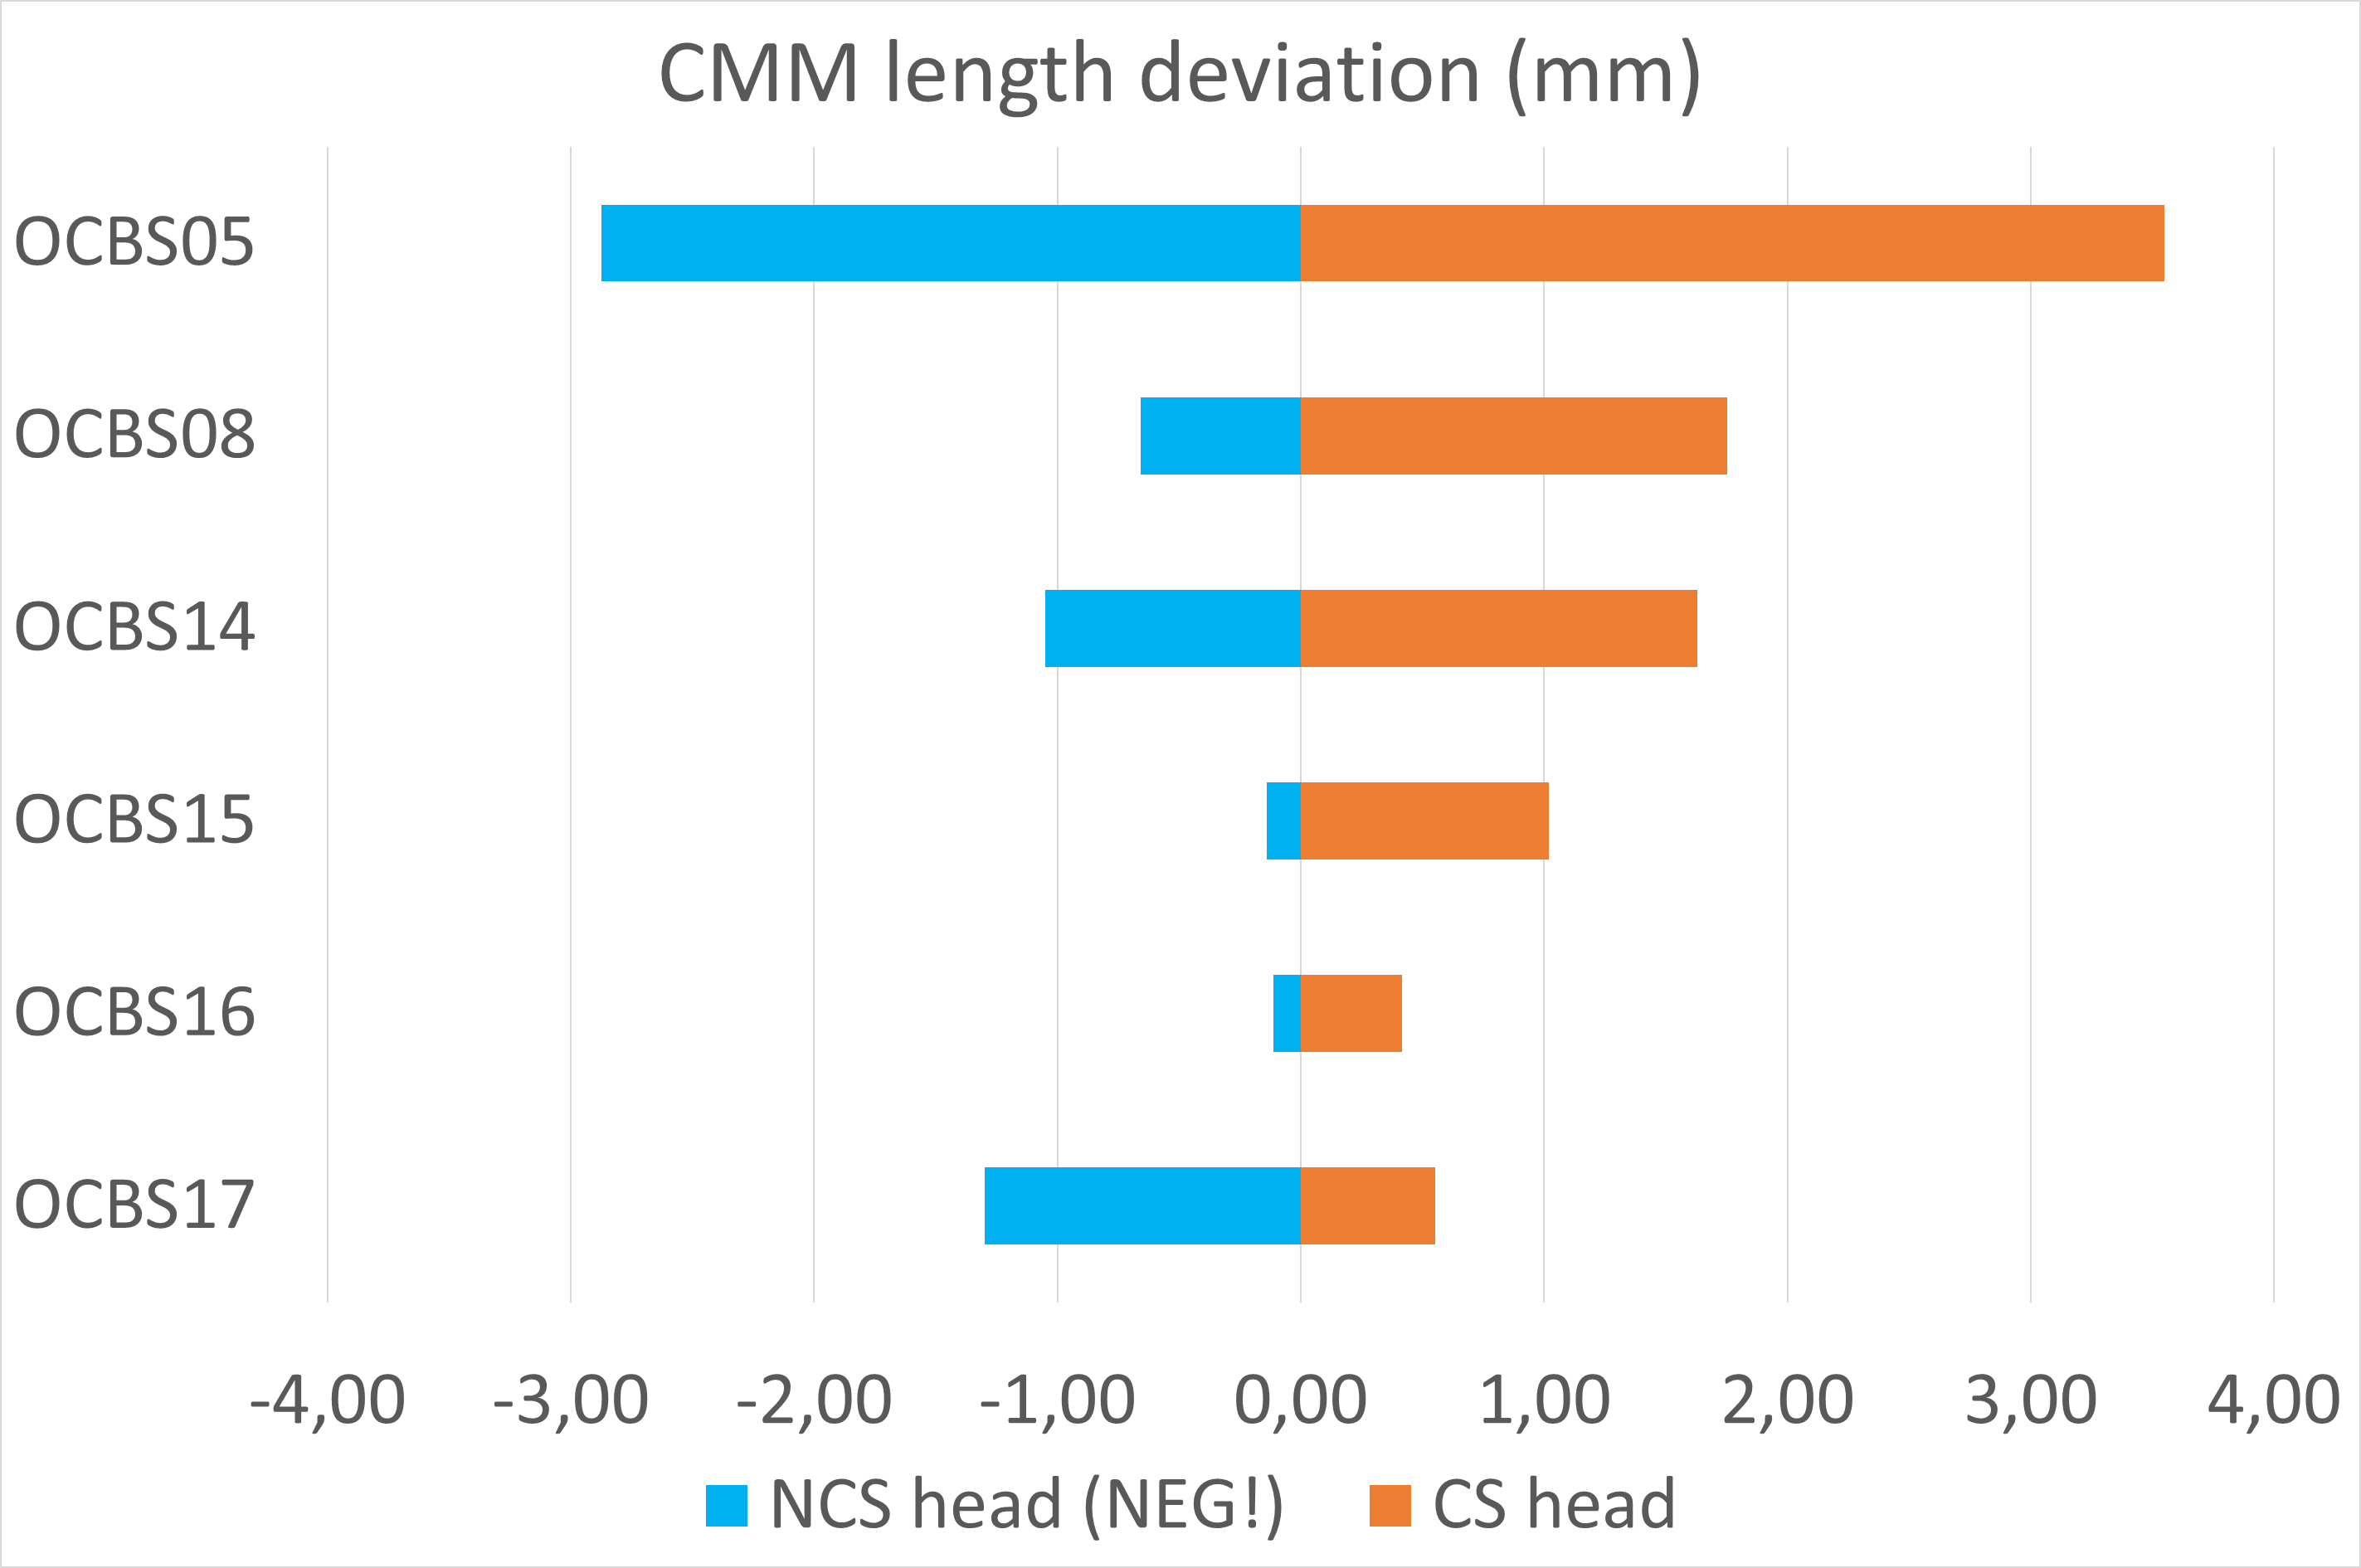 CMM length deviation (mm)
OCBS05
OCBS08
OCBS14
OCBS15
OCBS16
OCBS17
-4,00 -3,00 -2,00 -1,00 0,00 1,00 2,00 3,00 4,00
NCS head (NEG!) CS head